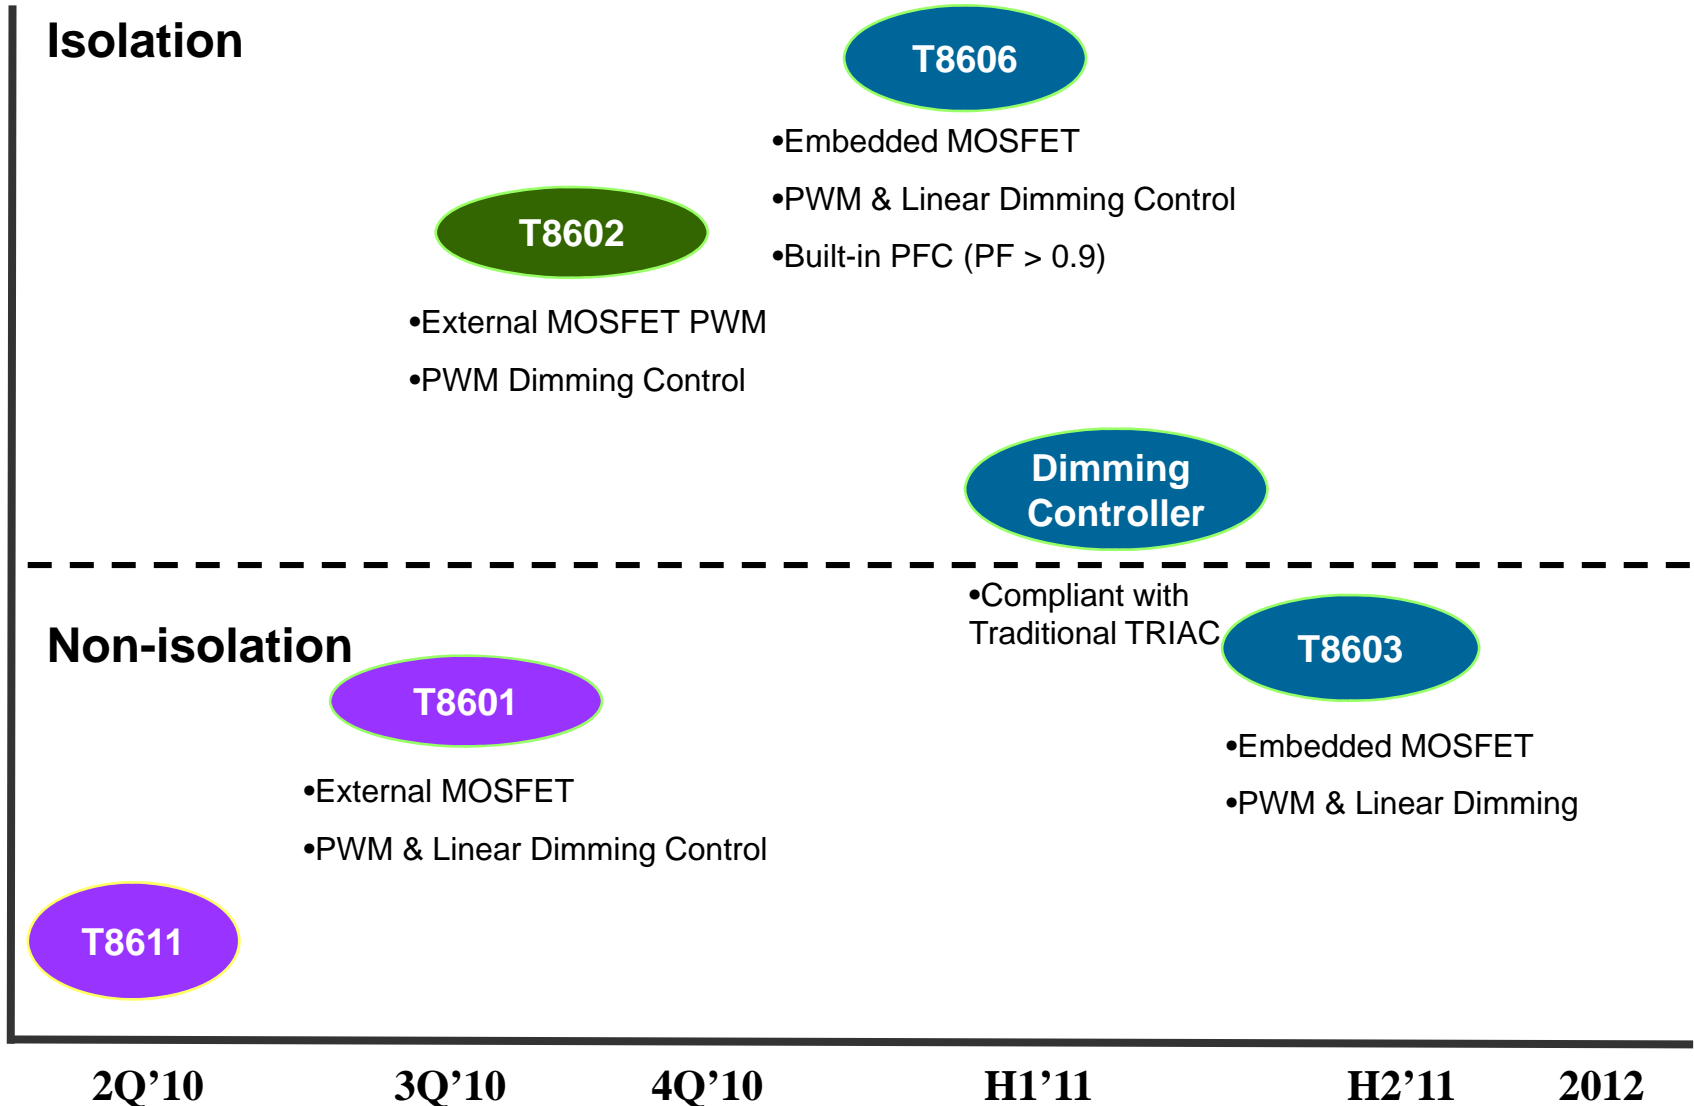 Isolation
T8606
•Embedded MOSFET
•PWM & Linear Dimming Control
•Built-in PFC (PF > 0.9)
T8602
•External MOSFET PWM
•PWM Dimming Control
Dimming
Controller
•Compliant with
Traditional TRIAC
Non-isolation
T8601
•External MOSFET
•PWM & Linear Dimming Control
T8603
•Embedded MOSFET
•PWM & Linear Dimming
T8611
2Q’10 3Q’10 4Q’10 H1’11 H2’11 2012